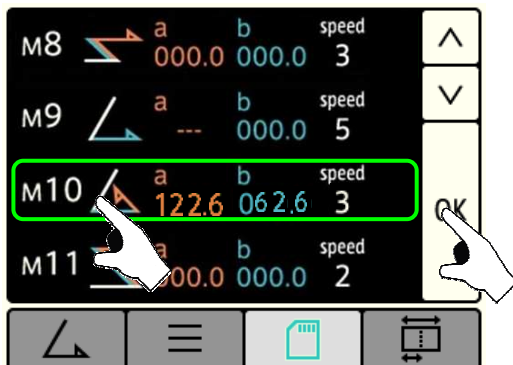 a b speed
M8 000.0 000.0 3
a b speed
M9 --- 000.0 5
a b speed
M10 122.6 062.6 3
OK
a b speed
M11 000.0 000.0 2